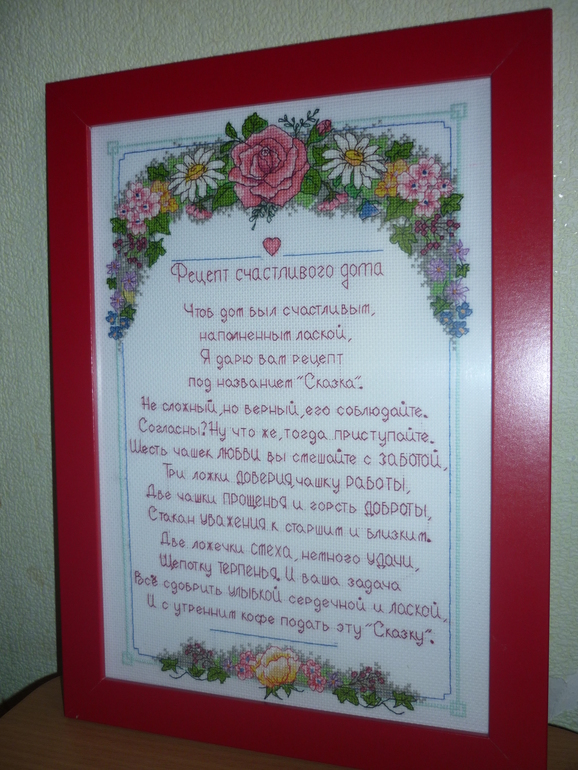 Рецепт счастливого дома
Чтоб дом был счастливым,
наполненным лаской,
Я дарю вам рецепт
под названием "Сказка".
Не сложный, но верный, его соблюдайте.
Согласны? Ну что же, тогда приступайте.
Шесть чашек ЛЮБВИ вы смешайте с ЗАБОТОЙ,
Три ложки ДОВЕРИЯ, чашку РАБОТЫ,
Две чашки ПРОЩЕНЬЯ и горсть ДОБРОТЫ,
Стакан УВАЖЕНИЯ к старшим и близким.
Две ложечки СМЕХА, немного УДАЧИ,
Щепотку ТЕРПЕНЬЯ. И ваша задача
Всё сдобрить УЛЫБКОЙ сердечной и ЛАСКОЙ,
И с утренним кофе подать эту "Сказку".